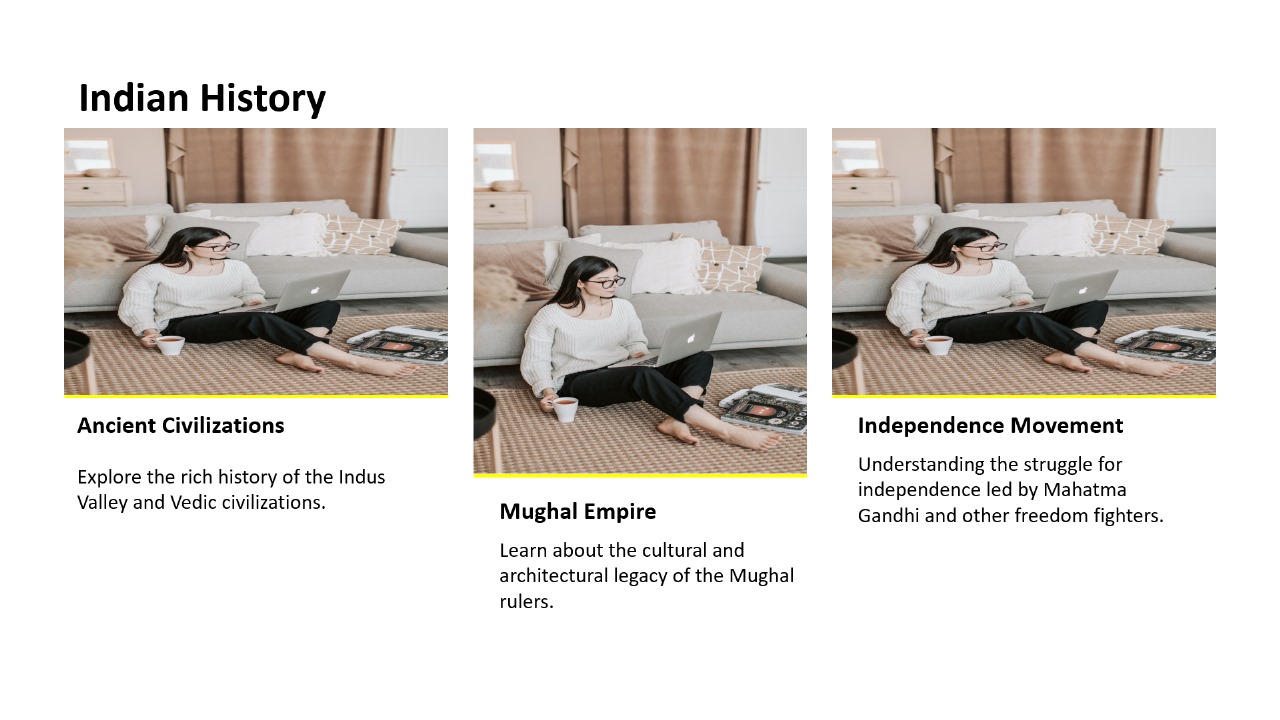 Indian History
Ancient Civilizations
Explore the rich history of the Indus
Valley and Vedic civilizations.
Mughal Empire
Learn about the cultural and
architectural legacy of the Mughal
rulers.
Independence Movement
Understanding the struggle for
independence led by Mahatma
Gandhi and other freedom fighters.